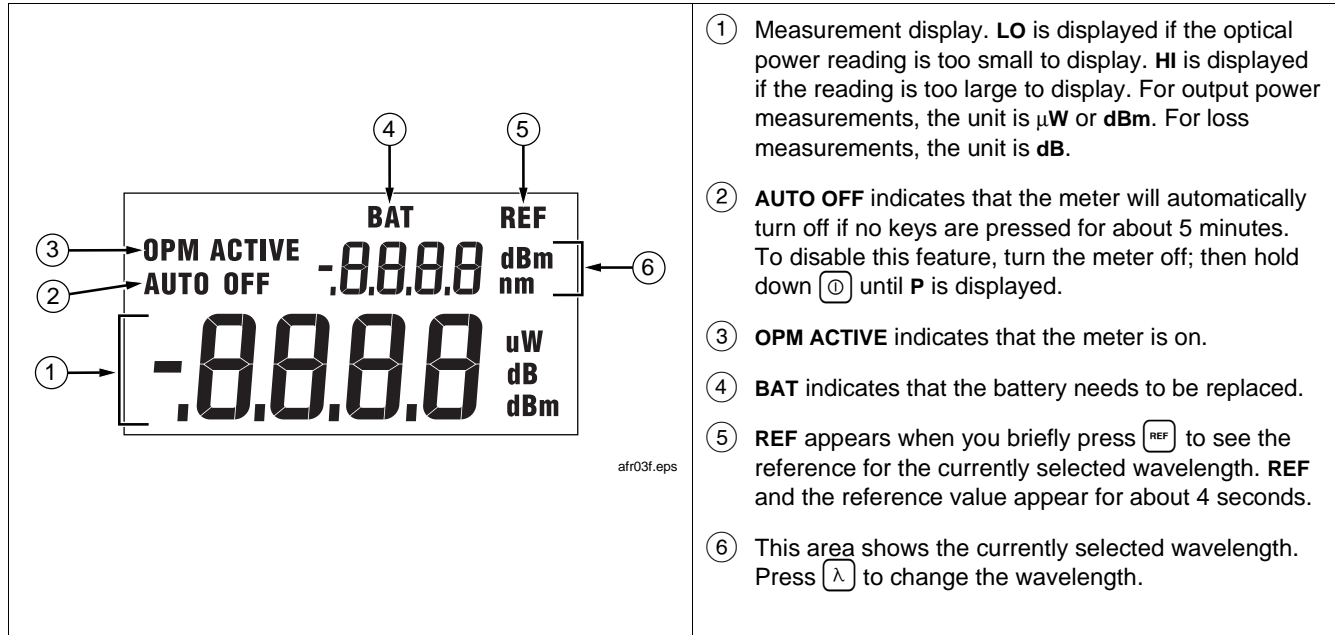 4
5
BAT REF
3
OPM ACTIVE
-.8.8.8.8
dBm
6
2
AUTO OFF
nm
1
-.8.8.8.8
uW
dB
dBm
afr03f.eps
1 Measurement display. LO is displayed if the optical
power reading is too small to display. HI is displayed
if the reading is too large to display. For output power
measurements, the unit is μW or dBm. For loss
measurements, the unit is dB.
2 AUTO OFF indicates that the meter will automatically
turn off if no keys are pressed for about 5 minutes.
To disable this feature, turn the meter off; then hold
down until P is displayed.
3 OPM ACTIVE indicates that the meter is on.
4 BAT indicates that the battery needs to be replaced.
5 REF appears when you briefly press REF to see the
reference for the currently selected wavelength. REF
and the reference value appear for about 4 seconds.
6 This area shows the currently selected wavelength.
Press λ to change the wavelength.